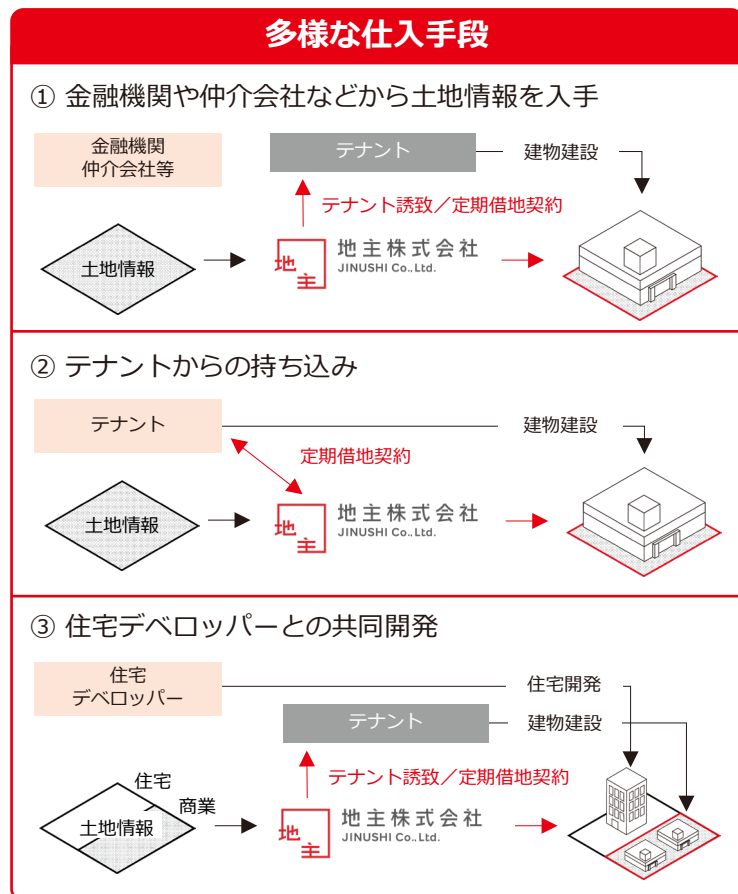 多様な仕入手段
① 金融機関や仲介会社などから土地情報を入手
金融機関
仲介会社等
テナント
建物建設
テナント誘致／定期借地契約
土地情報
地主
地主株式会社
JINUSHI Co.,Ltd.
② テナントからの持ち込み
テナント
建物建設
定期借地契約
土地情報
地主
地主株式会社
JINUSHI Co.,Ltd.
③ 住宅デベロッパーとの共同開発
住宅
デベロッパー
住宅開発
テナント
建物建設
テナント誘致／定期借地契約
住宅
商業
土地情報
地主
地主株式会社
JINUSHI Co.,Ltd.